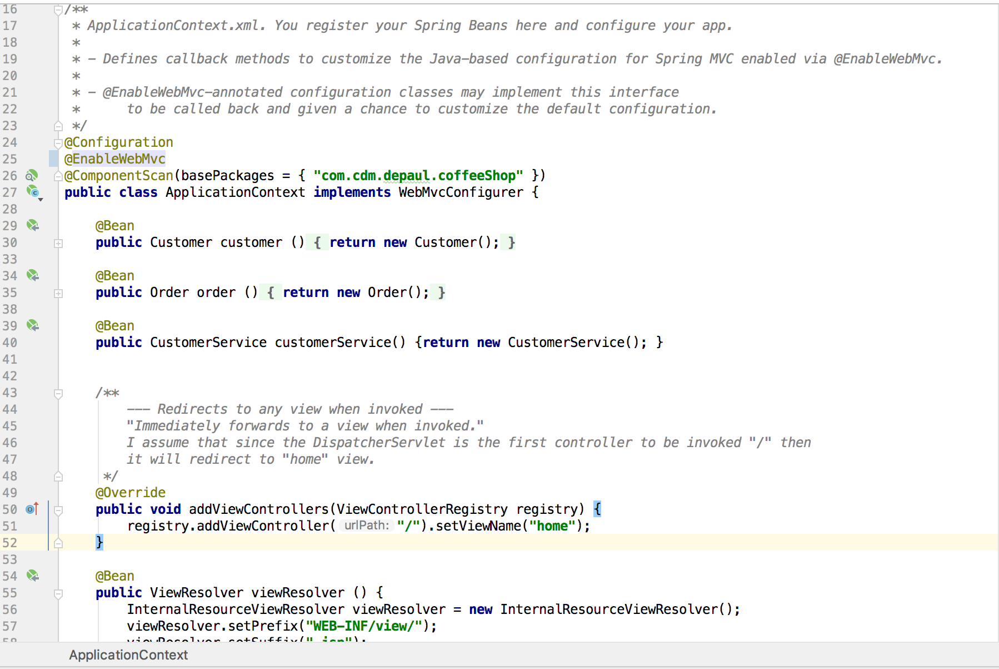 16 /**
17  * ApplicationContext.xml. You register your Spring Beans here and configure your app.
18  *
19  * - Defines callback methods to customize the Java-based configuration for Spring MVC enabled via @EnableWebMvc.
20  *
21  * - @EnableWebMvc-annotated configuration classes may implement this interface
22  *      to be called back and given a chance to customize the default configuration.
23  */
24 @Configuration
25 @EnableWebMvc
26 @ComponentScan(basePackages = { "com.cdm.depaul.coffeeShop" })
27 public class ApplicationContext implements WebMvcConfigurer {
28
29     @Bean
30     public Customer customer () { return new Customer(); }
33
34     @Bean
35     public Order order () { return new Order(); }
38
39     @Bean
40     public CustomerService customerService() {return new CustomerService(); }
41
42
43     /**
44         --- Redirects to any view when invoked ---
45         "Immediately forwards to a view when invoked."
46         I assume that since the DispatcherServlet is the first controller to be invoked "/" then
47         it will redirect to "home" view.
48      */
49     @Override
50     public void addViewControllers(ViewControllerRegistry registry) {
51         registry.addViewController( urlPath: "/").setViewName("home");
52     }
53
54     @Bean
55     public ViewResolver viewResolver () {
56         InternalResourceViewResolver viewResolver = new InternalResourceViewResolver();
57         viewResolver.setPrefix("WEB-INF/view/");
58         viewResolver.setSuffix(".jsp");
ApplicationContext